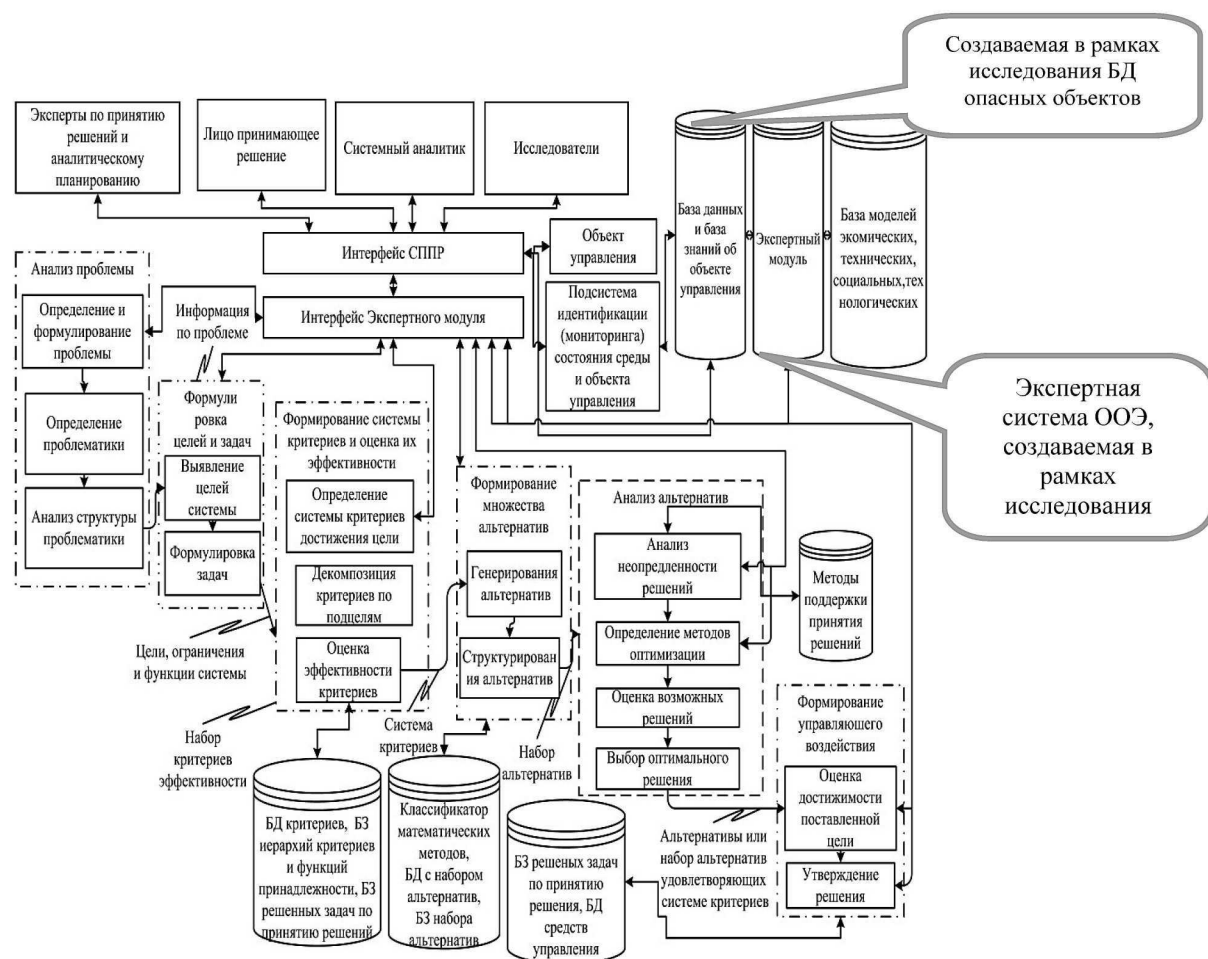 Создаваемая в рамках
исследования БД
опасных объектов
Эксперты по принятию
решений и
аналитическому
планированию
Лицо принимающее
решение
Системный аналитик
Исследователи
База данных
и база
знаний об
объекте
управления
Экспертный
модуль
База моделей
экомических,
технических,
социальных,тех
нологических
Интерфейс СППР
Объект
управления
Анализ проблемы
Определение и
формулирование
проблемы
Информация
по проблеме
Интерфейс Экспертного модуля
Подсистема
идентификации
(мониторинга)
состояния среды
и объекта
управления
Экспертная
система ООЭ,
создаваемая в
рамках
исследования
Определение
проблематики
Анализ структуры
проблематики
Формули
ровка
целей и задач
Выявление
целей
системы
Формулировка
задач
Формирование системы
критериев и оценка их
эффективности
Определение
системы критериев
достижения цели
Декомпозиция
критериев по
подцелям
Оценка
эффективности
критериев
Формирование
множества
альтернатив
Генерирования
альтернатив
Структурирован
ия альтернатив
Анализ альтернатив
Анализ
неопредленности
решений
Определение методов
оптимизации
Оценка возможных
решений
Выбор оптимального
решения
Методы
поддержки
принятия
решений
Цели, ограничения
и функции системы
Набор
критериев
эффективности
Система
критериев
Набор
альтернатив
Формирование
управляюшего
воздействия
Оценка
достижимости
поставленной
цели
Утверждение
решения
Альтернативы или
набор альтернатив
удовлетворяющих
системе критериев
БД критериев, БЗ
иерархий критериев
и функций
принадлежности, БЗ
решенных задач по
принятию решений
Классификатор
математических
методов,
БД с набором
альтернатив,
БЗ набора
альтернатив
БЗ решеных задач
по принятию
решения, БД
средств
управления